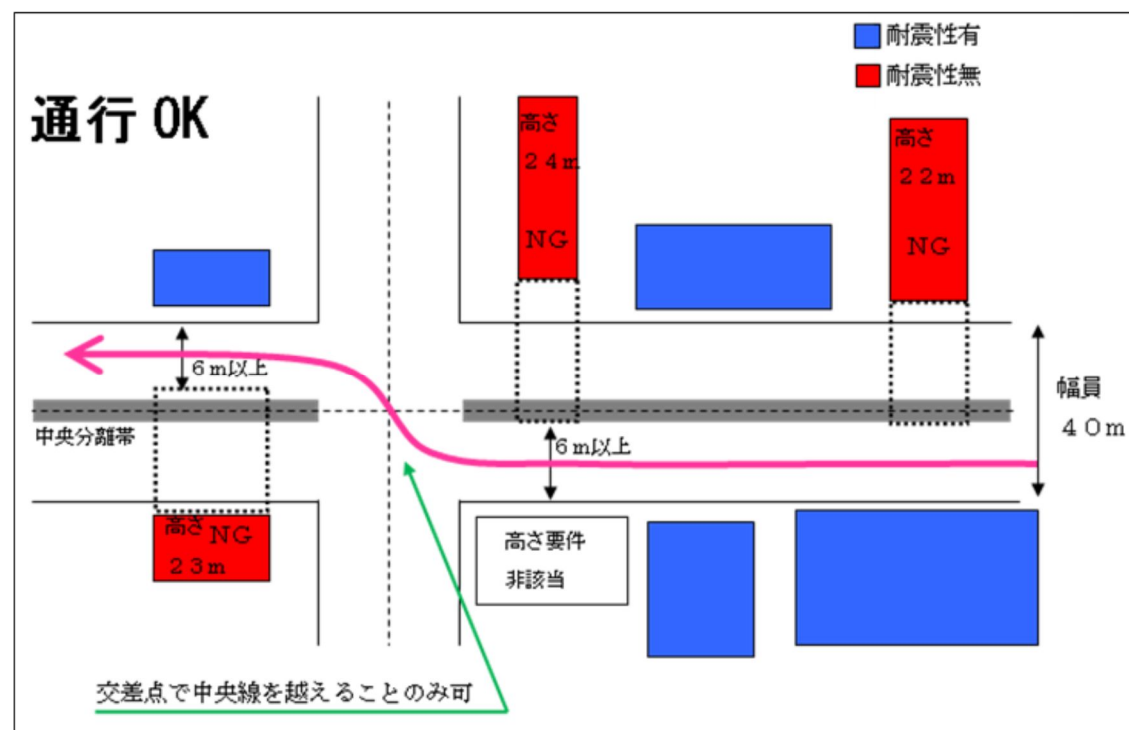 耐震性有
耐震性無
通行 OK
高さ
２４ｍ
NG
高さ
２２ｍ
NG
６ｍ以上
中央分離帯
６ｍ以上
幅員
４０ｍ
高さ NG
２３ｍ
高さ要件
非該当
交差点で中央線を越えることのみ可